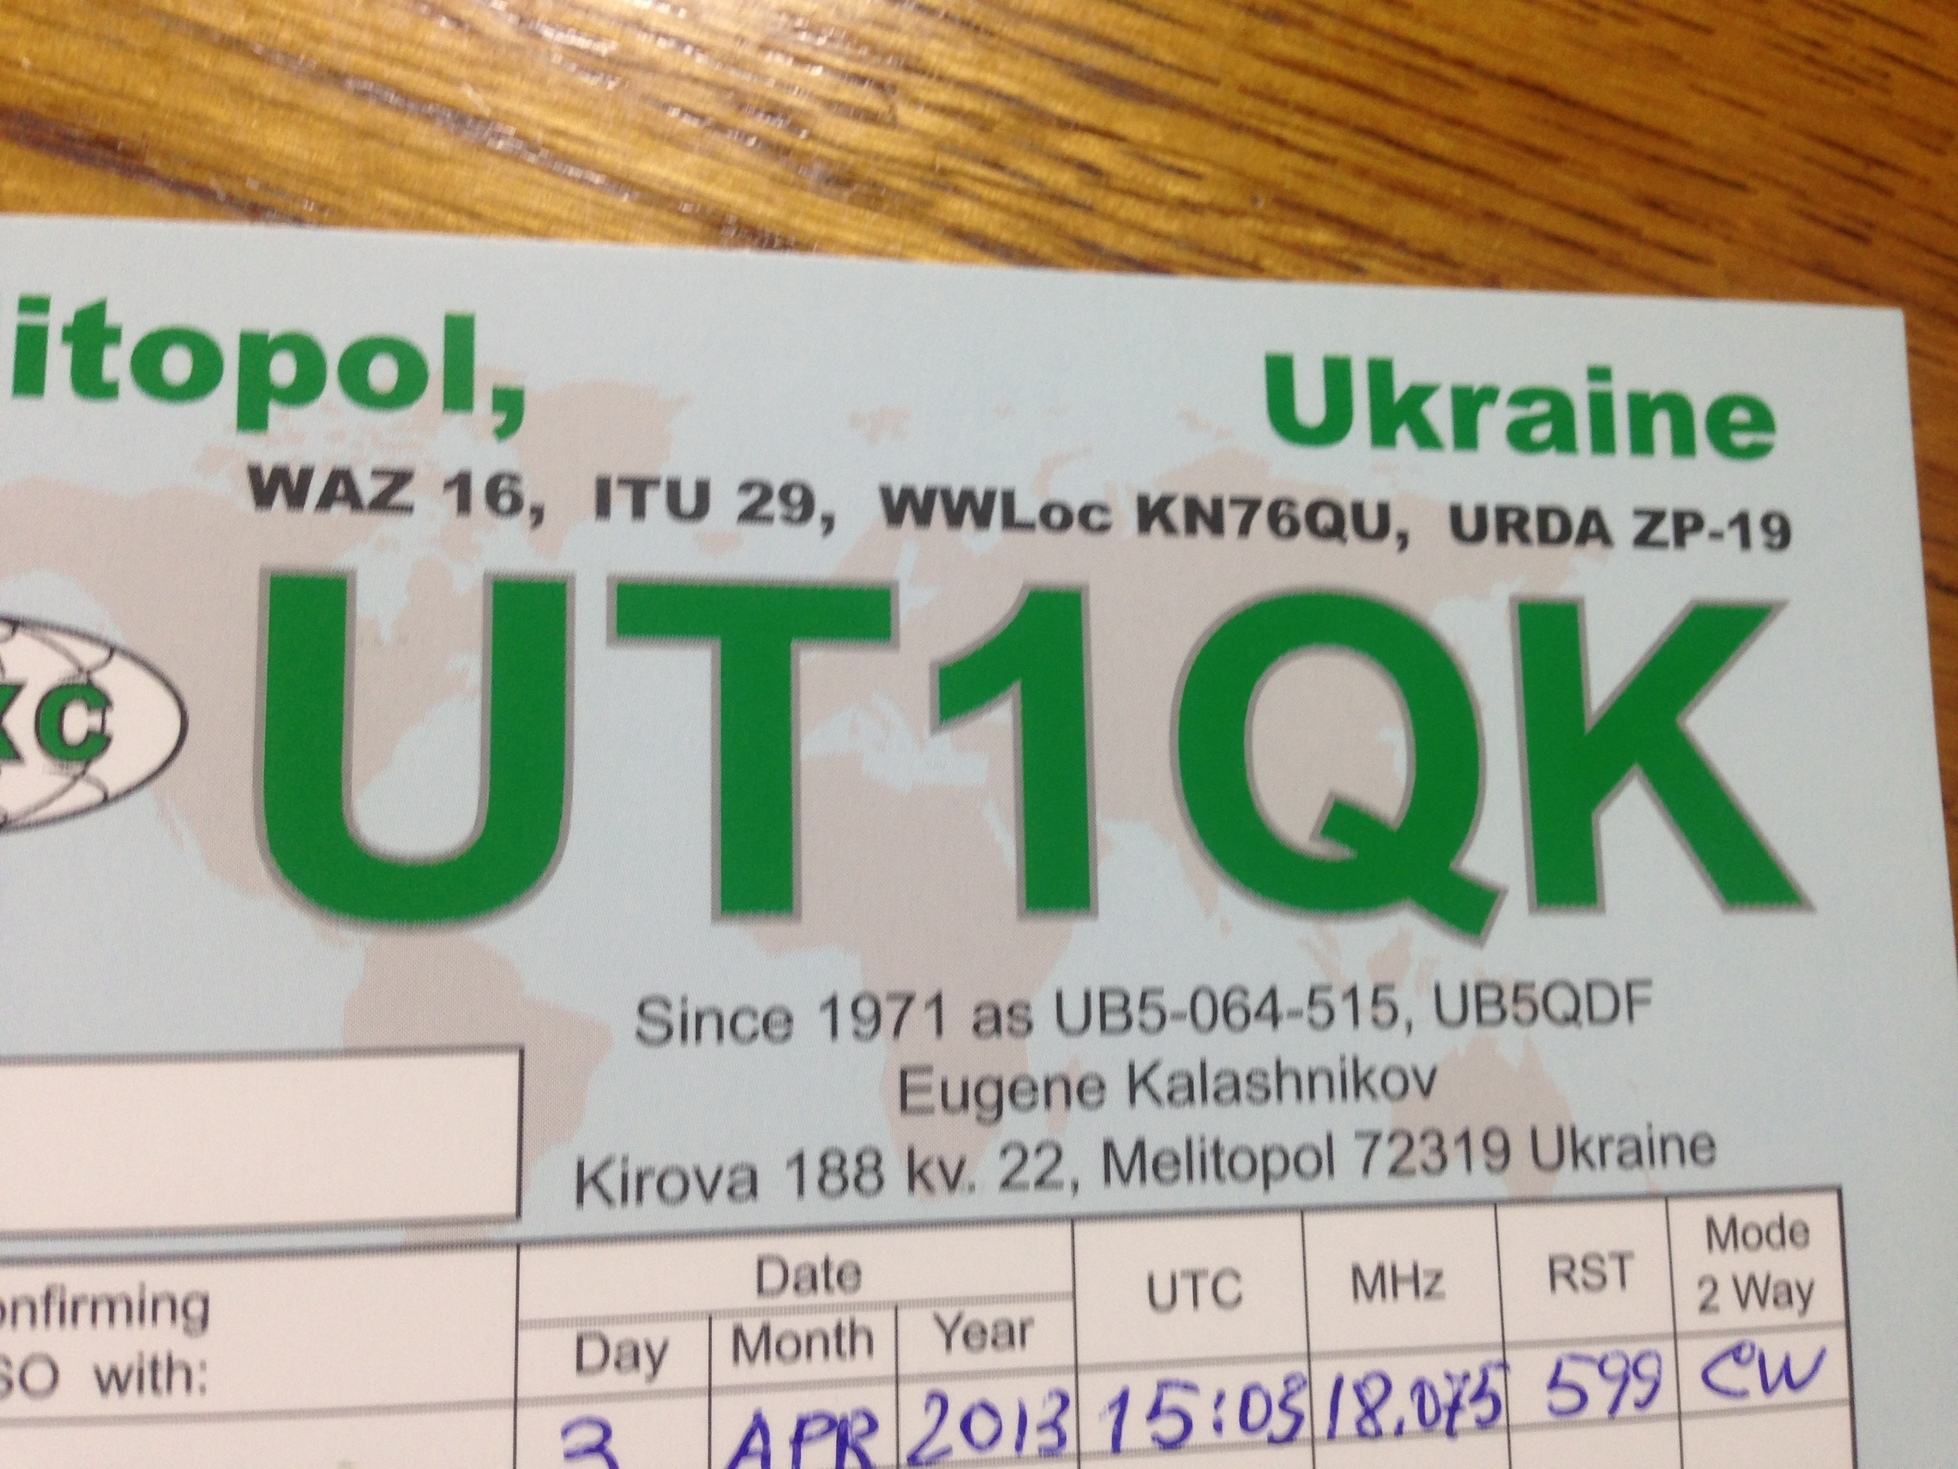 itopol, Ukraine
WAZ 16, ITU 29, WWLoc KN76QU, URDA ZP-19
UT1QK
XC
Since 1971 as UB5-064-515, UB5QDF
Eugene Kalashnikov
Kirova 188 kv. 22, Melitopol 72319 Ukraine
onfirming
SO with:
Date
Day Month Year
UTC
MHz
RST
Mode
2 Way
3 APR 2013 15:03 18.075 599 CW